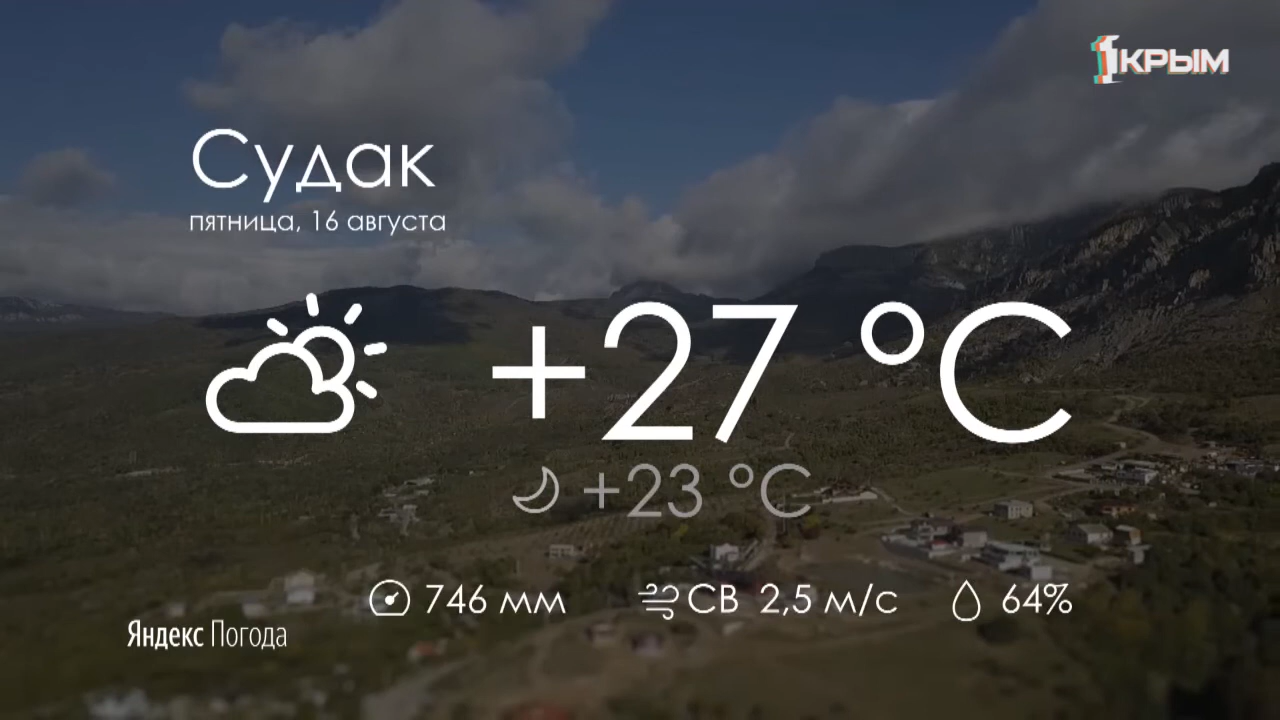 1КРЫМ
Судак
пятница, 16 августа
+27 °C
+23 °C
746 мм СВ 2,5 м/с 64%
Яндекс Погода